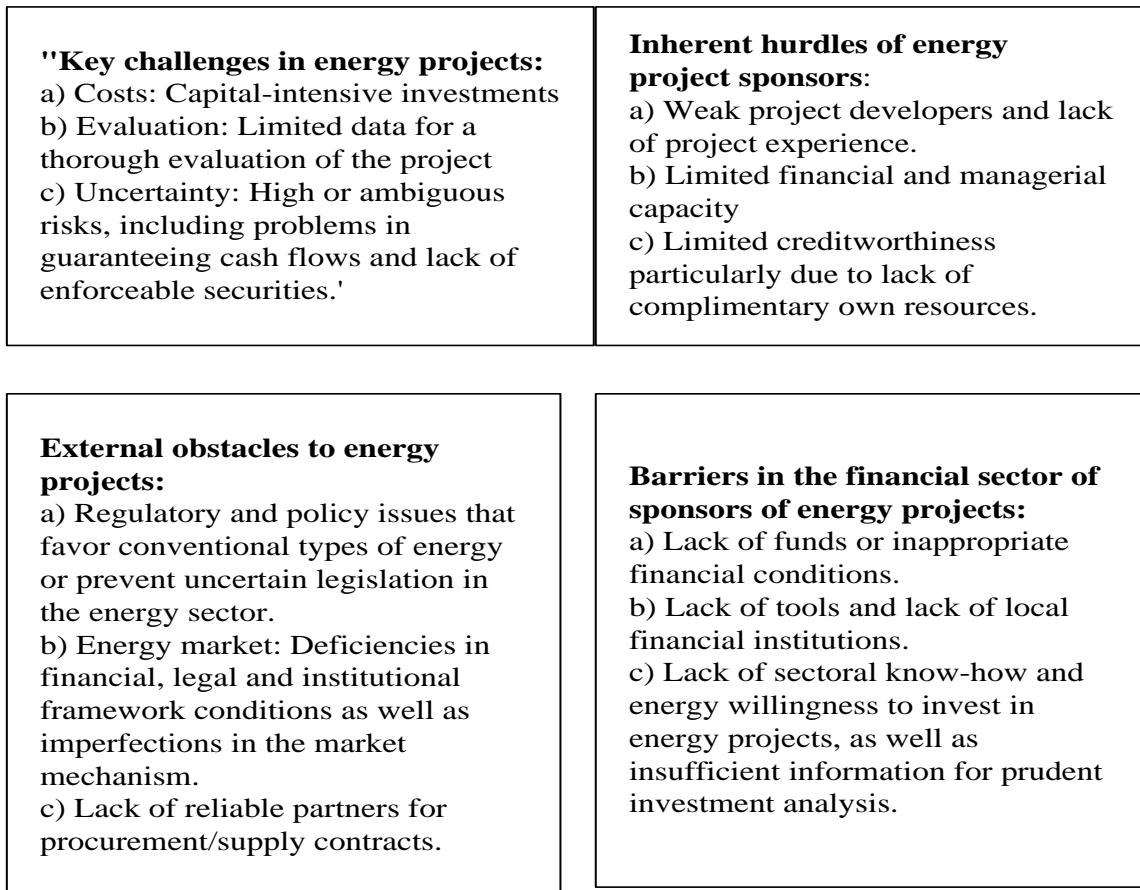 "Key challenges in energy projects:
a) Costs: Capital-intensive investments
b) Evaluation: Limited data for a
thorough evaluation of the project
c) Uncertainty: High or ambiguous
risks, including problems in
guaranteeing cash flows and lack of
enforceable securities.'
Inherent hurdles of energy
project sponsors:
a) Weak project developers and lack
of project experience.
b) Limited financial and managerial
capacity
c) Limited creditworthiness
particularly due to lack of
complimentary own resources.
External obstacles to energy
projects:
a) Regulatory and policy issues that
favor conventional types of energy
or prevent uncertain legislation in
the energy sector.
b) Energy market: Deficiencies in
financial, legal and institutional
framework conditions as well as
imperfections in the market
mechanism.
c) Lack of reliable partners for
procurement/supply contracts.
Barriers in the financial sector of
sponsors of energy projects:
a) Lack of funds or inappropriate
financial conditions.
b) Lack of tools and lack of local
financial institutions.
c) Lack of sectoral know-how and
energy willingness to invest in
energy projects, as well as
insufficient information for prudent
investment analysis.